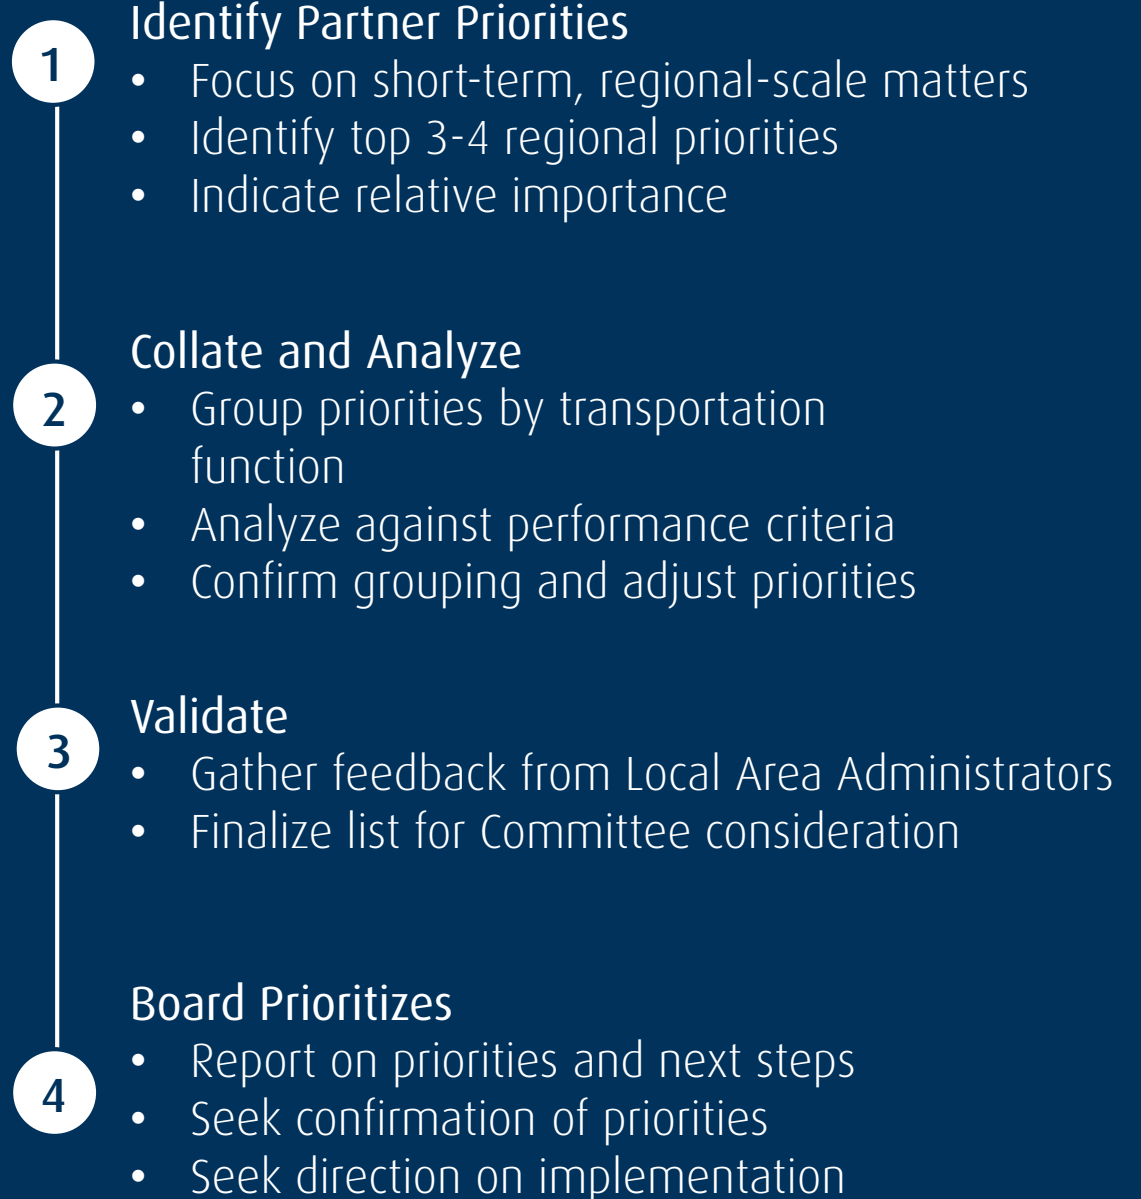 1
Identify Partner Priorities
• Focus on short-term, regional-scale matters
• Identify top 3-4 regional priorities
• Indicate relative importance
2
Collate and Analyze
• Group priorities by transportation
function
• Analyze against performance criteria
• Confirm grouping and adjust priorities
3
Validate
• Gather feedback from Local Area Administrators
• Finalize list for Committee consideration
4
Board Prioritizes
• Report on priorities and next steps
• Seek confirmation of priorities
• Seek direction on implementation